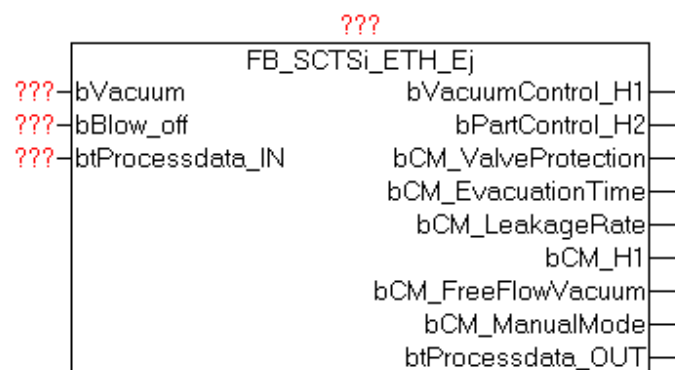 ???
FB_SCTSi_ETH_Ej
??? bVacuum bVacuumControl_H1
??? bBlow_off bPartControl_H2
??? btProcessdata_IN bCM_ValveProtection
bCM_EvacuationTime
bCM_LeakageRate
bCM_H1
bCM_FreeFlowVacuum
bCM_ManualMode
btProcessdata_OUT